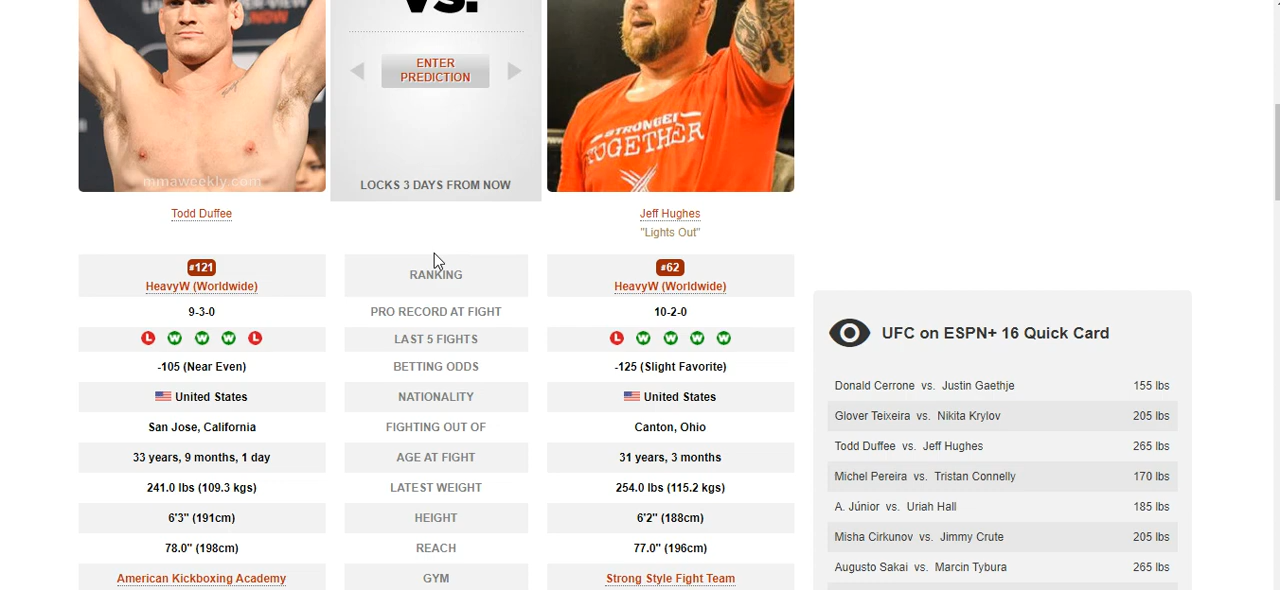 VS.
ENTER
PREDICTION
LOCKS 3 DAYS FROM NOW
mmaweekly.com
STRONGER
TOGETHER
Todd Duffee
Jeff Hughes
"Lights Out"
#121
HeavyW (Worldwide)
RANKING
#62
HeavyW (Worldwide)
9-3-0
PRO RECORD AT FIGHT
10-2-0
L W W W L
LAST 5 FIGHTS
L W W W W
-105 (Near Even)
BETTING ODDS
-125 (Slight Favorite)
United States
NATIONALITY
United States
San Jose, California
FIGHTING OUT OF
Canton, Ohio
33 years, 9 months, 1 day
AGE AT FIGHT
31 years, 3 months
241.0 lbs (109.3 kgs)
LATEST WEIGHT
254.0 lbs (115.2 kgs)
6'3" (191cm)
HEIGHT
6'2" (188cm)
78.0" (198cm)
REACH
77.0" (196cm)
American Kickboxing Academy
GYM
Strong Style Fight Team
UFC on ESPN+ 16 Quick Card
Donald Cerrone vs. Justin Gaethje 155 lbs
Glover Teixeira vs. Nikita Krylov 205 lbs
Todd Duffee vs. Jeff Hughes 265 lbs
Michel Pereira vs. Tristan Connelly 170 lbs
A. Júnior vs. Uriah Hall 185 lbs
Misha Cirkunov vs. Jimmy Crute 205 lbs
Augusto Sakai vs. Marcin Tybura 265 lbs